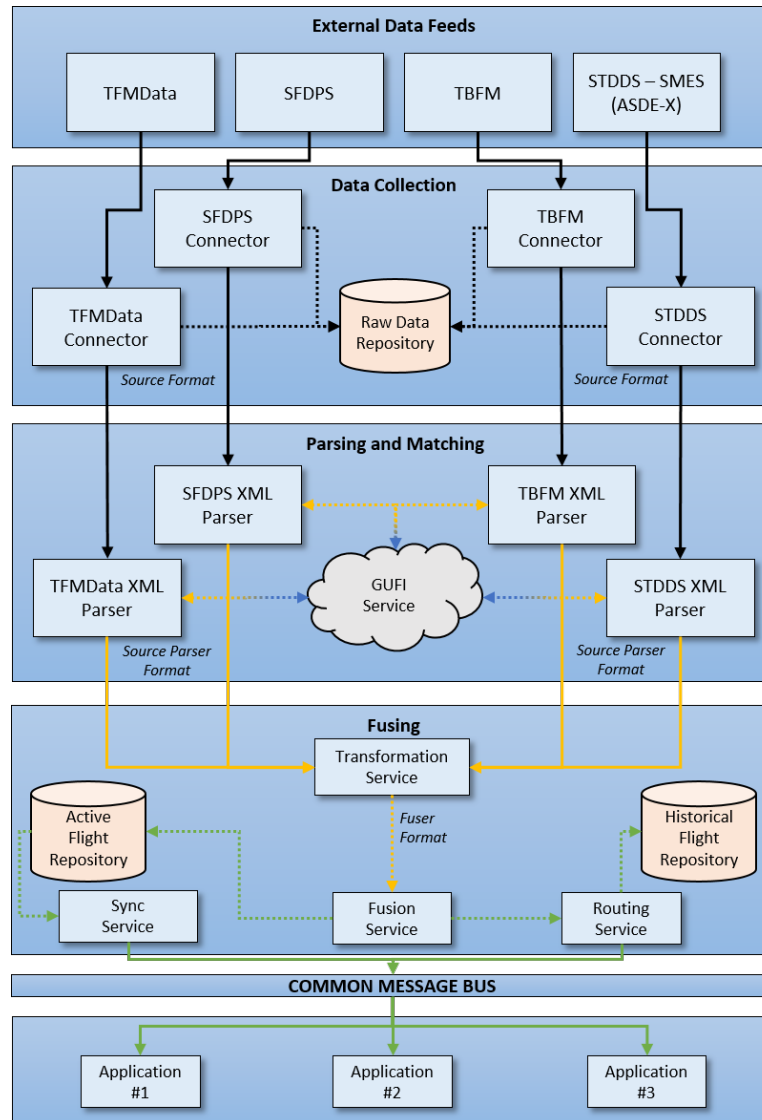 External Data Feeds
TFMData
SFDPS
TBFM
STDDS – SMES
(ASDE-X)
Data Collection
SFDPS
Connector
TBFM
Connector
TFMData
Connector
Raw Data
Repository
STDDS
Connector
Source Format
Source Format
Parsing and Matching
SFDPS XML
Parser
TBFM XML
Parser
TFMData XML
Parser
GUFI
Service
STDDS XML
Parser
Source Parser
Format
Source Parser
Format
Fusing
Transformation
Service
Active
Flight
Repository
Fuser
Format
Historical
Flight
Repository
Sync
Service
Fusion
Service
Routing
Service
COMMON MESSAGE BUS
Application
#1
Application
#2
Application
#3